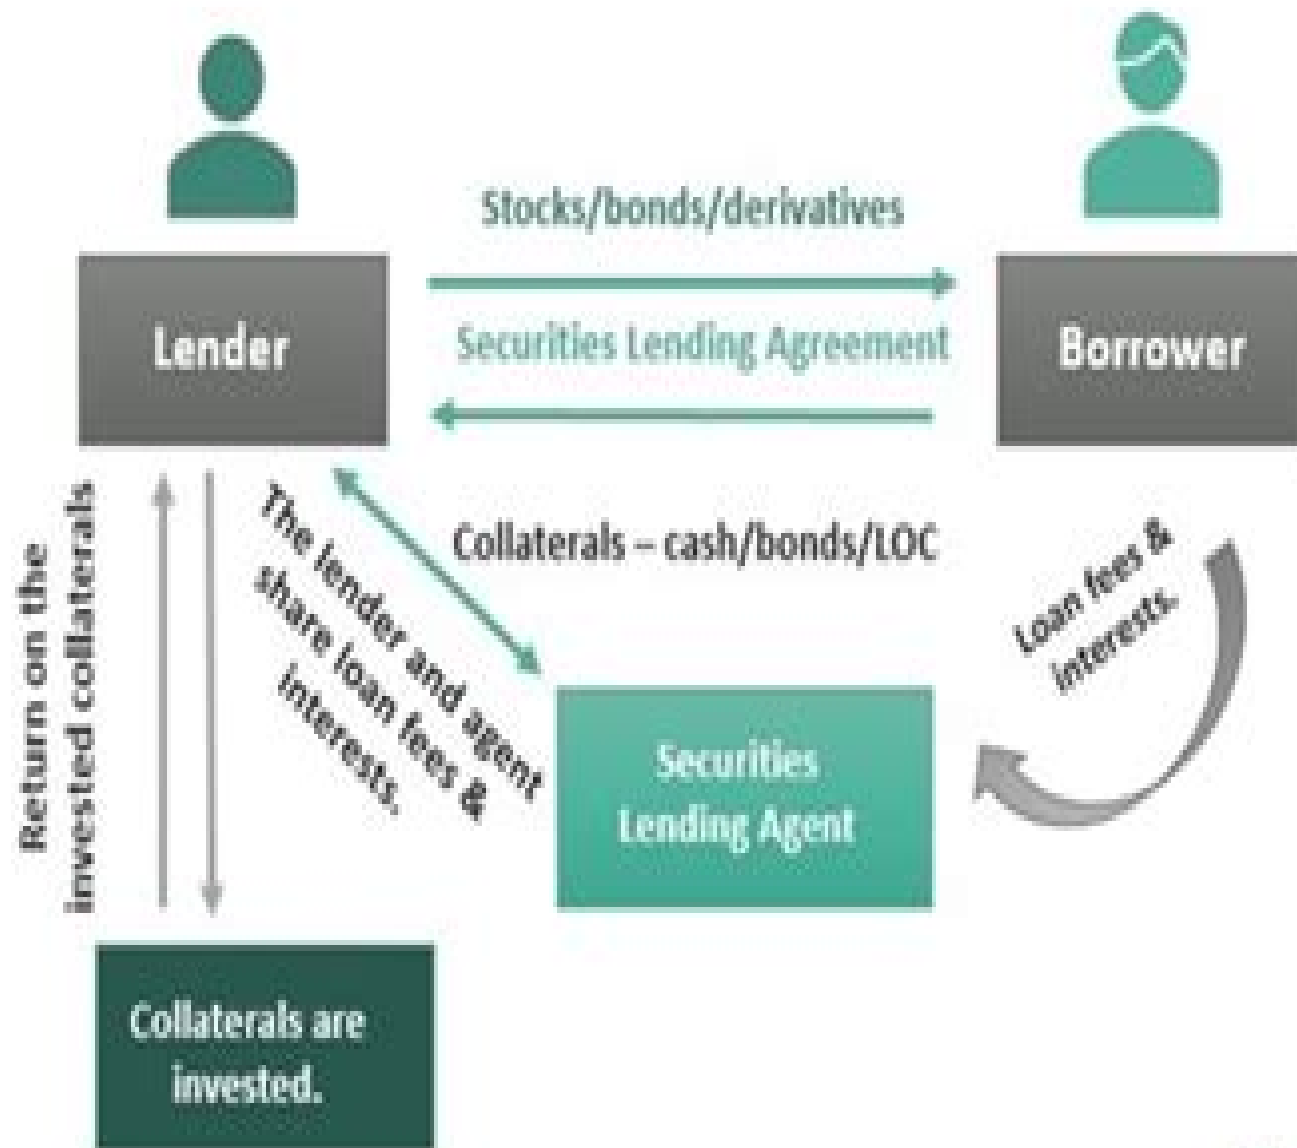 Stocks/bonds/derivatives
Lender
Securities Lending Agreement
Borrower
Collaterals – cash/bonds/LOC
Return on the
invested collaterals
The lender and agent
share loan fees &
interests.
Loan fees &
interests.
Securities
Lending Agent
Collaterals are
invested.